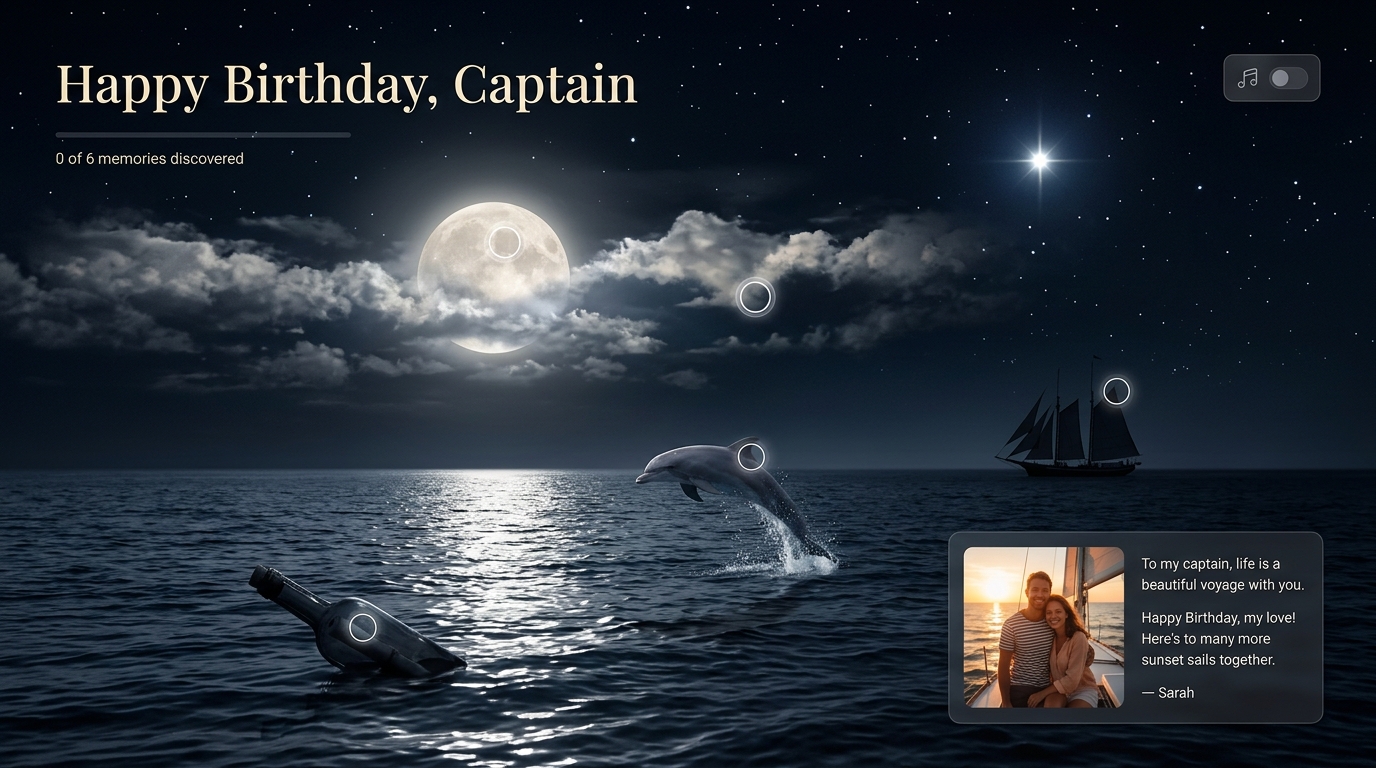 Happy Birthday, Captain
0 of 6 memories discovered
To my captain, life is a
beautiful voyage with you.
Happy Birthday, my love!
Here's to many more
sunset sails together.
— Sarah